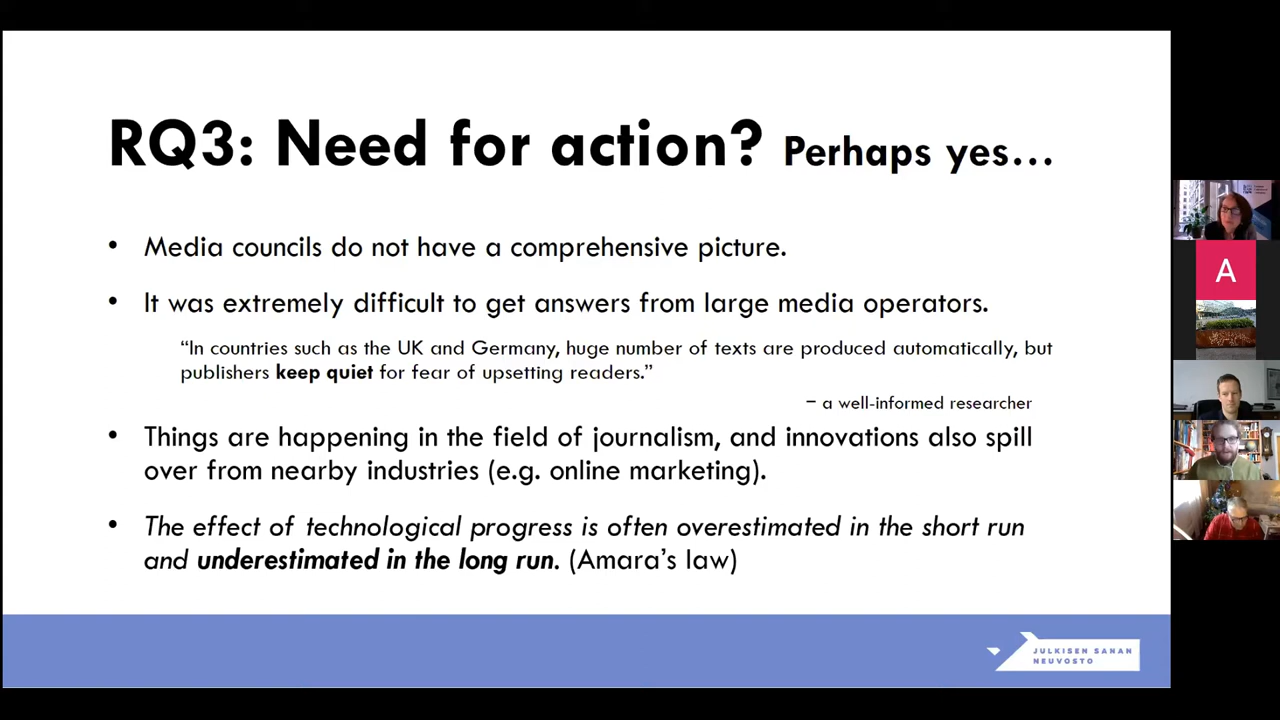 RQ3: Need for action? Perhaps yes…
• Media councils do not have a comprehensive picture.
• It was extremely difficult to get answers from large media operators.
“In countries such as the UK and Germany, huge number of texts are produced automatically, but
publishers keep quiet for fear of upsetting readers.”
– a well-informed researcher
• Things are happening in the field of journalism, and innovations also spill
over from nearby industries (e.g. online marketing).
• The effect of technological progress is often overestimated in the short run
and underestimated in the long run. (Amara’s law)
JULKISEN SANAN
NEUVOSTO
A